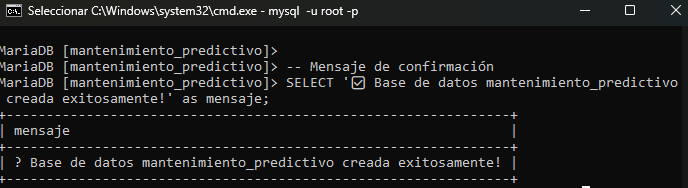 Seleccionar C:\Windows\system32\cmd.exe - mysql -u root -p
MariaDB [mantenimiento_predictivo]>
MariaDB [mantenimiento_predictivo]> -- Mensaje de confirmación
MariaDB [mantenimiento_predictivo]> SELECT '✅ Base de datos mantenimiento_predictivo
creada exitosamente!' as mensaje;
+------------------------------------------------------------+
| mensaje |
+------------------------------------------------------------+
| ? Base de datos mantenimiento_predictivo creada exitosamente! |
+------------------------------------------------------------+